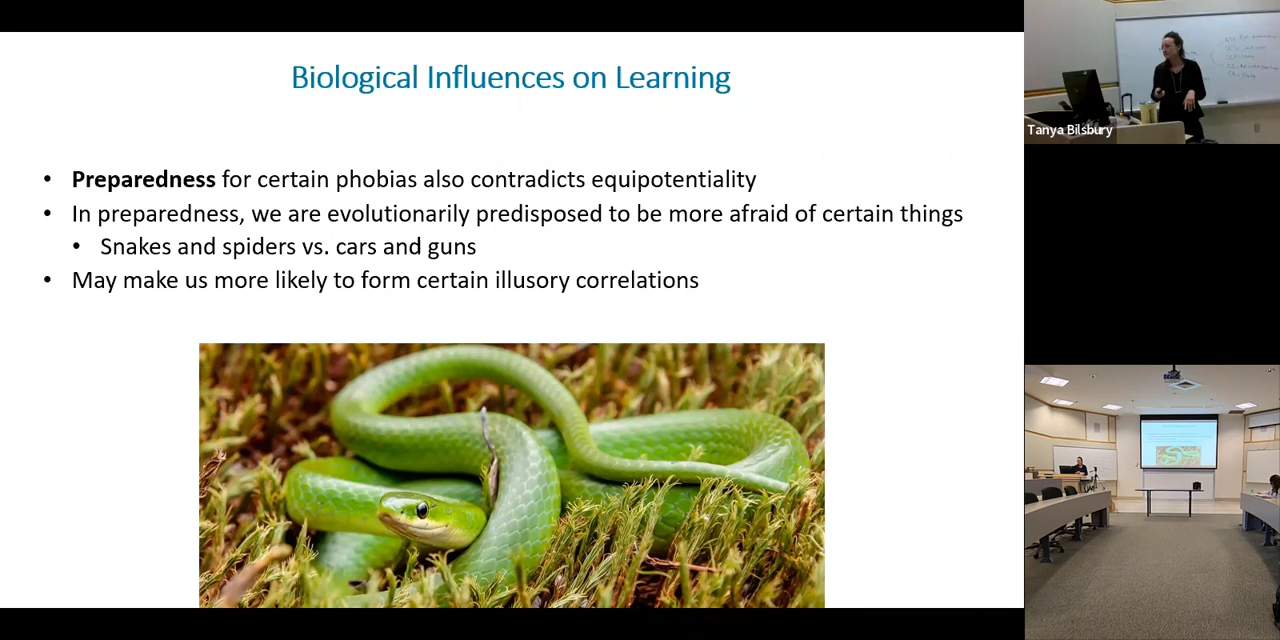 Biological Influences on Learning
• Preparedness for certain phobias also contradicts equipotentiality
• In preparedness, we are evolutionarily predisposed to be more afraid of certain things
• Snakes and spiders vs. cars and guns
• May make us more likely to form certain illusory correlations
Tanya Bilsbury